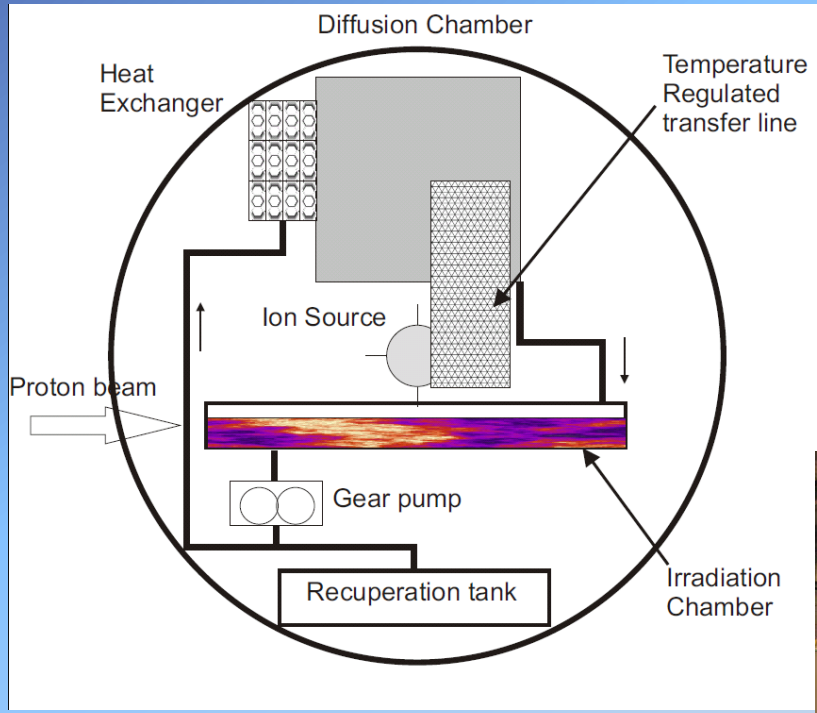 Diffusion Chamber
Heat
Exchanger
Temperature
Regulated
transfer line
Ion Source
Proton beam
Gear pump
Recuperation tank
Irradiation
Chamber